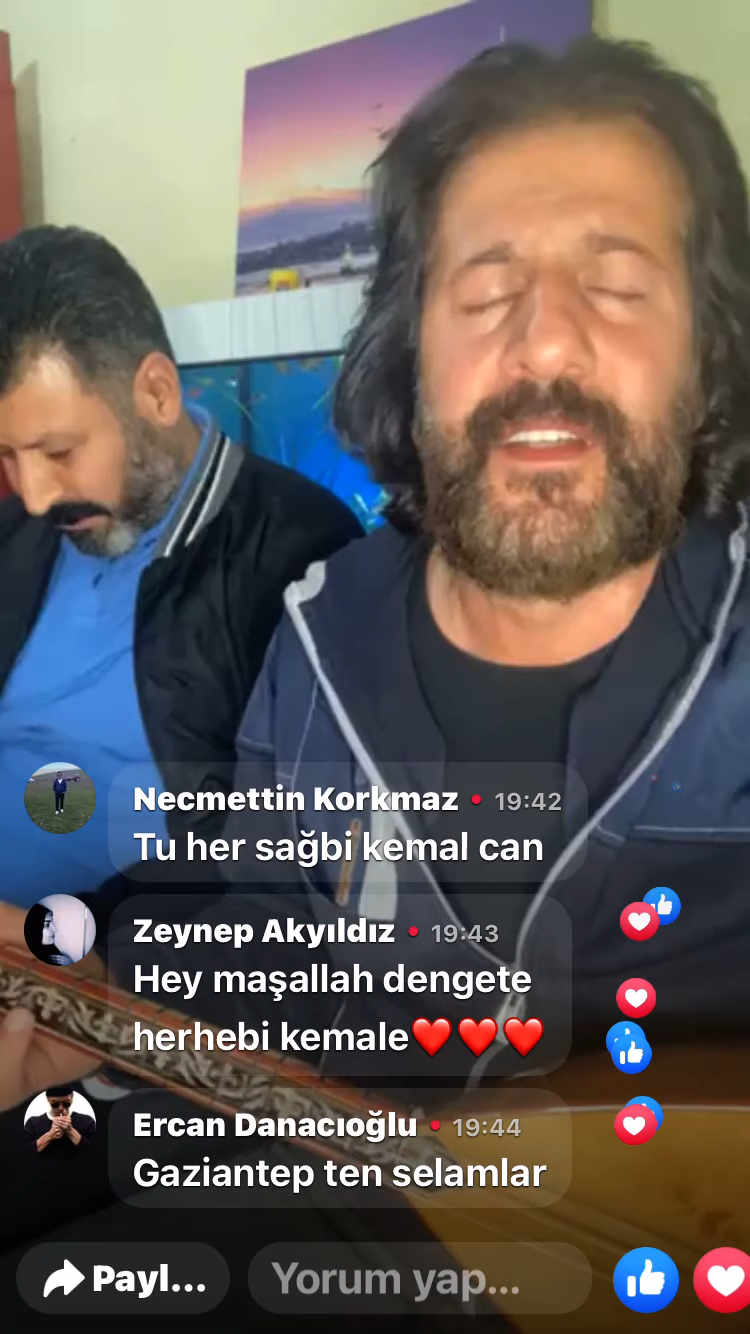 Necmettin Korkmaz • 19:42
Tu her sağbi kemal can
Zeynep Akyıldız • 19:43
Hey maşallah dengete
herhebi kemale❤️❤️❤️
Ercan Danacıoğlu • 19:44
Gaziantep ten selamlar
Payl...
Yorum yap...